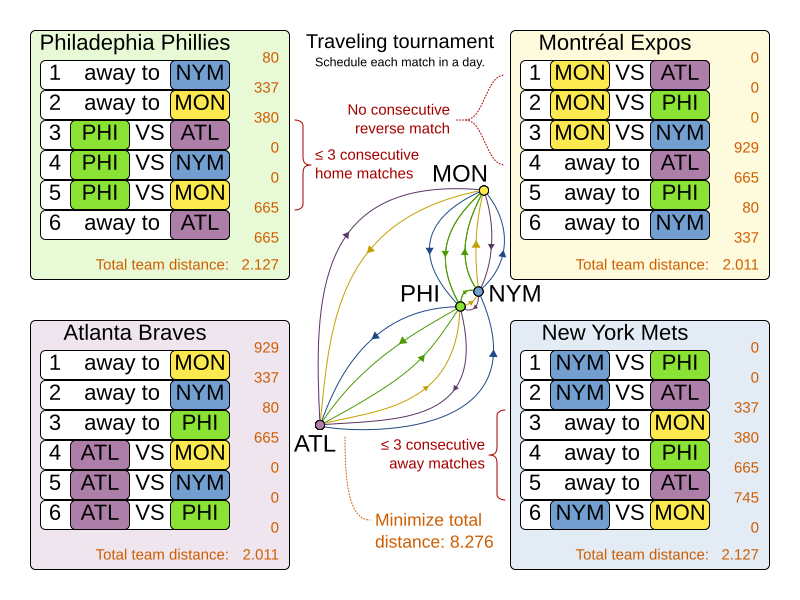 Philadephia Phillies
80
1 away to NYM
337
2 away to MON
380
3 PHI VS ATL
0
4 PHI VS NYM
0
5 PHI VS MON
665
6 away to ATL
665
Total team distance: 2.127
Traveling tournament
Schedule each match in a day.
No consecutive
reverse match
≤ 3 consecutive
home matches
Montréal Expos
0
1 MON VS ATL
0
2 MON VS PHI
0
3 MON VS NYM
929
4 away to ATL
665
5 away to PHI
80
6 away to NYM
337
Total team distance: 2.011
MON
PHI
NYM
ATL
Atlanta Braves
929
1 away to MON
337
2 away to NYM
80
3 away to PHI
665
4 ATL VS MON
0
5 ATL VS NYM
0
6 ATL VS PHI
0
Total team distance: 2.011
≤ 3 consecutive
away matches
Minimize total
distance: 8.276
New York Mets
0
1 NYM VS PHI
0
2 NYM VS ATL
337
3 away to MON
380
4 away to PHI
665
5 away to ATL
745
6 NYM VS MON
0
Total team distance: 2.127